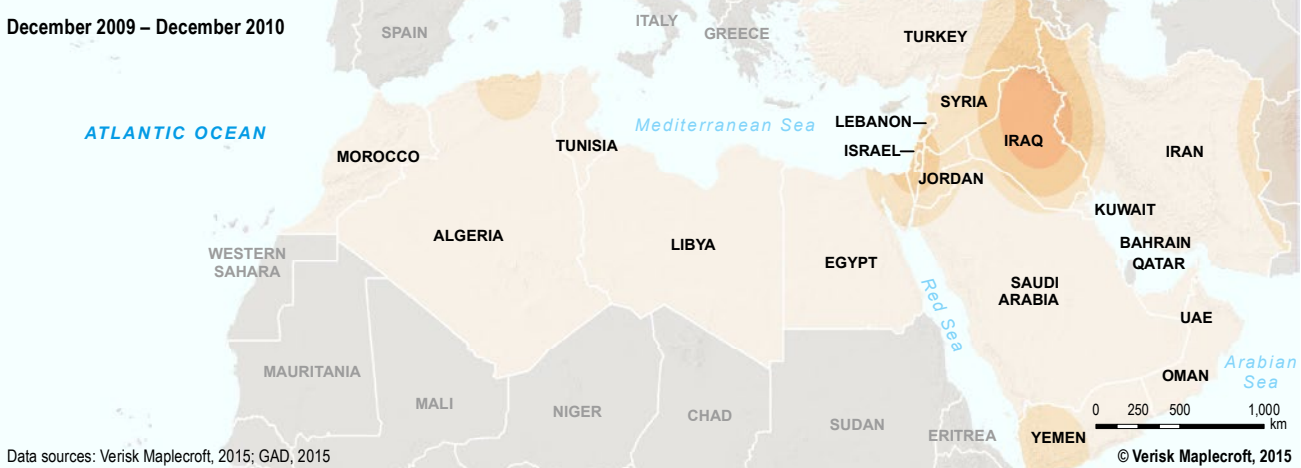 December 2009 – December 2010
SPAIN
ITALY
GREECE
TURKEY
SYRIA
ATLANTIC OCEAN
Mediterranean Sea
LEBANON
ISRAEL
IRAQ
IRAN
MOROCCO
TUNISIA
JORDAN
KUWAIT
ALGERIA
LIBYA
EGYPT
BAHRAIN
QATAR
WESTERN
SAHARA
SAUDI
ARABIA
Red Sea
UAE
MAURITANIA
MALI
NIGER
CHAD
SUDAN
ERITREA
YEMEN
OMAN
Arabian
Sea
0 250 500 1,000
km
Data sources: Verisk Maplecroft, 2015; GAD, 2015
© Verisk Maplecroft, 2015